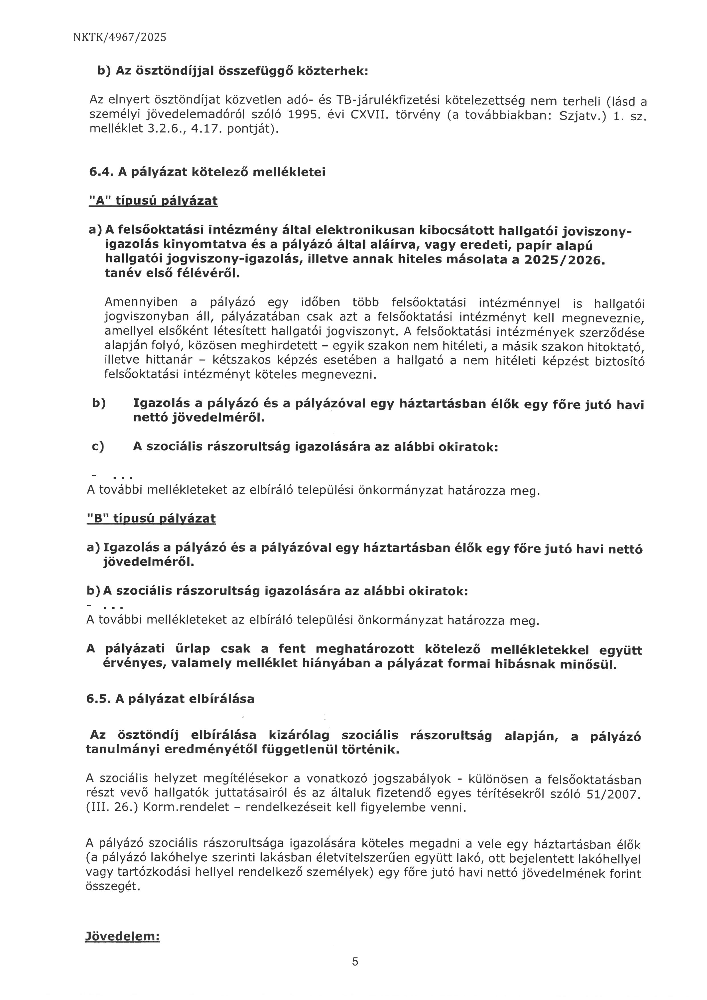 NKTK/4967/2025
b) Az ösztöndíjjal összefüggő közterhek:
Az elnyert ösztöndíjat közvetlen adó- és TB-járulékfizetési kötelezettség nem terheli (lásd a
személyi jövedelemadóról szóló 1995. évi CXVII. törvény (a továbbiakban: Szjatv.) 1. sz.
melléklet 3.2.6., 4.17. pontját).
6.4. A pályázat kötelező mellékletei
"A" típusú pályázat
a) A felsőoktatási intézmény által elektronikusan kibocsátott hallgatói joviszony-
igazolás kinyomtatva és a pályázó által aláírva, vagy eredeti, papír alapú
hallgatói jogviszony-igazolás, illetve annak hiteles másolata a 2025/2026.
tanév első félévéről.
Amennyiben a pályázó egy időben több felsőoktatási intézménnyel is hallgatói
jogviszonyban áll, pályázatában csak azt a felsőoktatási intézményt kell megneveznie,
amellyel elsőként létesített hallgatói jogviszonyt. A felsőoktatási intézmények szerződése
alapján folyó, közösen meghirdetett – egyik szakon nem hitéleti, a másik szakon hitoktató,
illetve hittanár – kétszakos képzés esetében a hallgató a nem hitéleti képzést biztosító
felsőoktatási intézményt köteles megnevezni.
b) Igazolás a pályázó és a pályázóval egy háztartásban élők egy főre jutó havi
nettó jövedelméről.
c) A szociális rászorultság igazolására az alábbi okiratok:
- ...
A további mellékleteket az elbíráló települési önkormányzat határozza meg.
"B" típusú pályázat
a) Igazolás a pályázó és a pályázóval egy háztartásban élők egy főre jutó havi nettó
jövedelméről.
b) A szociális rászorultság igazolására az alábbi okiratok:
- ...
A további mellékleteket az elbíráló települési önkormányzat határozza meg.
A pályázati űrlap csak a fent meghatározott kötelező mellékletekkel együtt
érvényes, valamely melléklet hiányában a pályázat formai hibásnak minősül.
6.5. A pályázat elbírálása
Az ösztöndíj elbírálása kizárólag szociális rászorultság alapján, a pályázó
tanulmányi eredményétől függetlenül történik.
A szociális helyzet megítélésekor a vonatkozó jogszabályok - különösen a felsőoktatásban
részt vevő hallgatók juttatásairól és az általuk fizetendő egyes térítésekről szóló 51/2007.
(III. 26.) Korm.rendelet – rendelkezéseit kell figyelembe venni.
A pályázó szociális rászorultsága igazolására köteles megadni a vele egy háztartásban élők
(a pályázó lakóhelye szerinti lakásban életvitelszerűen együtt lakó, ott bejelentett lakóhellyel
vagy tartózkodási hellyel rendelkező személyek) egy főre jutó havi nettó jövedelmének forint
összegét.
Jövedelem:
5